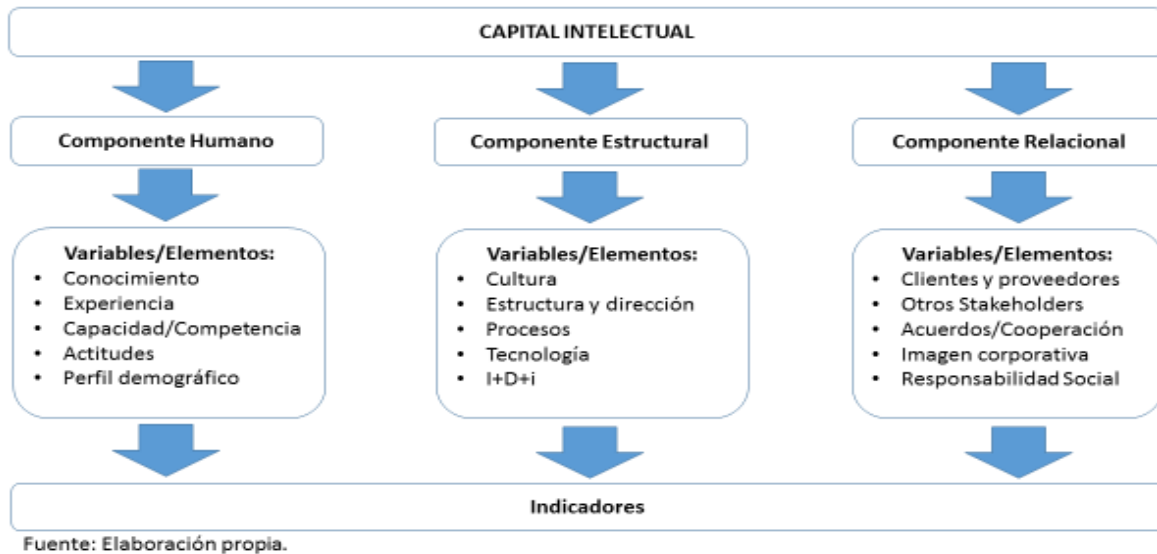 CAPITAL INTELECTUAL
Componente Humano
Componente Estructural
Componente Relacional
Variables/Elementos:
• Conocimiento
• Experiencia
• Capacidad/Competencia
• Actitudes
• Perfil demográfico
Variables/Elementos:
• Cultura
• Estructura y dirección
• Procesos
• Tecnología
• I+D+i
Variables/Elementos:
• Clientes y proveedores
• Otros Stakeholders
• Acuerdos/Cooperación
• Imagen corporativa
• Responsabilidad Social
Indicadores
Fuente: Elaboración propia.